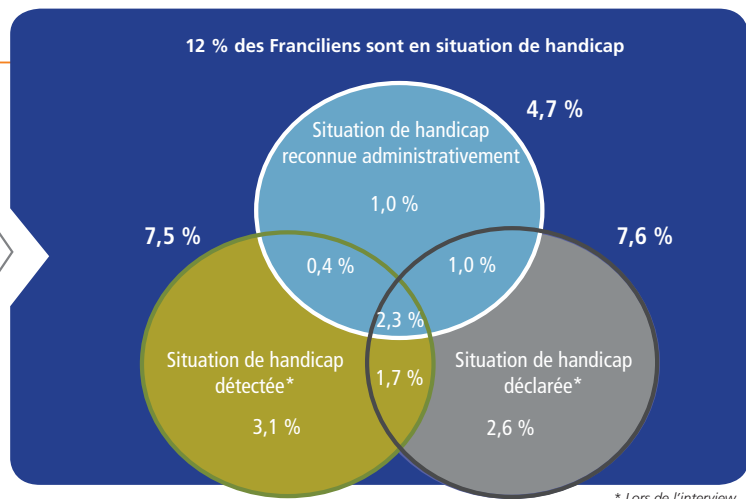 12 % des Franciliens sont en situation de handicap
4,7 %
Situation de handicap
reconnue administrativement
1,0 %
7,5 %
7,6 %
0,4 %
1,0 %
2,3 %
Situation de handicap
détectée*
1,7 %
Situation de handicap
déclarée*
3,1 %
2,6 %
* Lors de l'interview